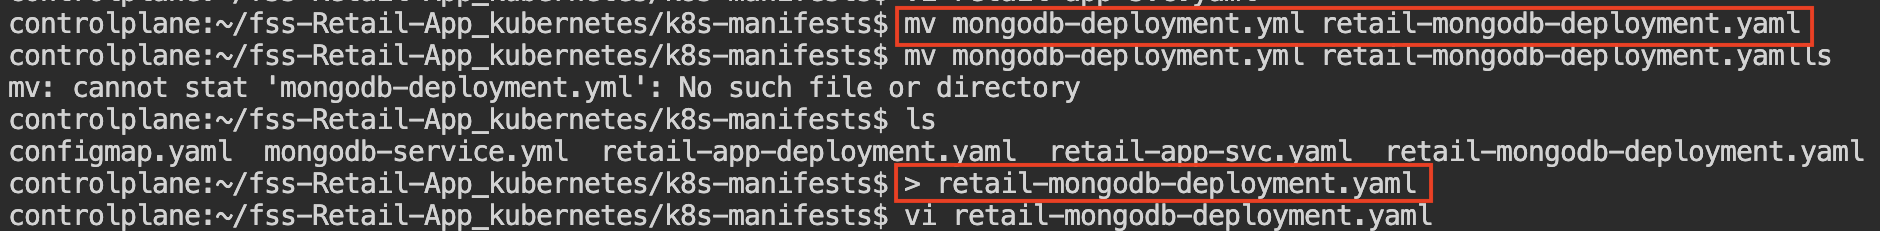 controlplane:~/fss-Retail-App_kubernetes/k8s-manifests$ mv mongodb-deployment.yml retail-mongodb-deployment.yaml
controlplane:~/fss-Retail-App_kubernetes/k8s-manifests$ mv mongodb-deployment.yml retail-mongodb-deployment.yamlls
mv: cannot stat 'mongodb-deployment.yml': No such file or directory
controlplane:~/fss-Retail-App_kubernetes/k8s-manifests$ ls
configmap.yaml  mongodb-service.yml  retail-app-deployment.yaml  retail-app-svc.yaml  retail-mongodb-deployment.yaml
controlplane:~/fss-Retail-App_kubernetes/k8s-manifests$ > retail-mongodb-deployment.yaml
controlplane:~/fss-Retail-App_kubernetes/k8s-manifests$ vi retail-mongodb-deployment.yaml